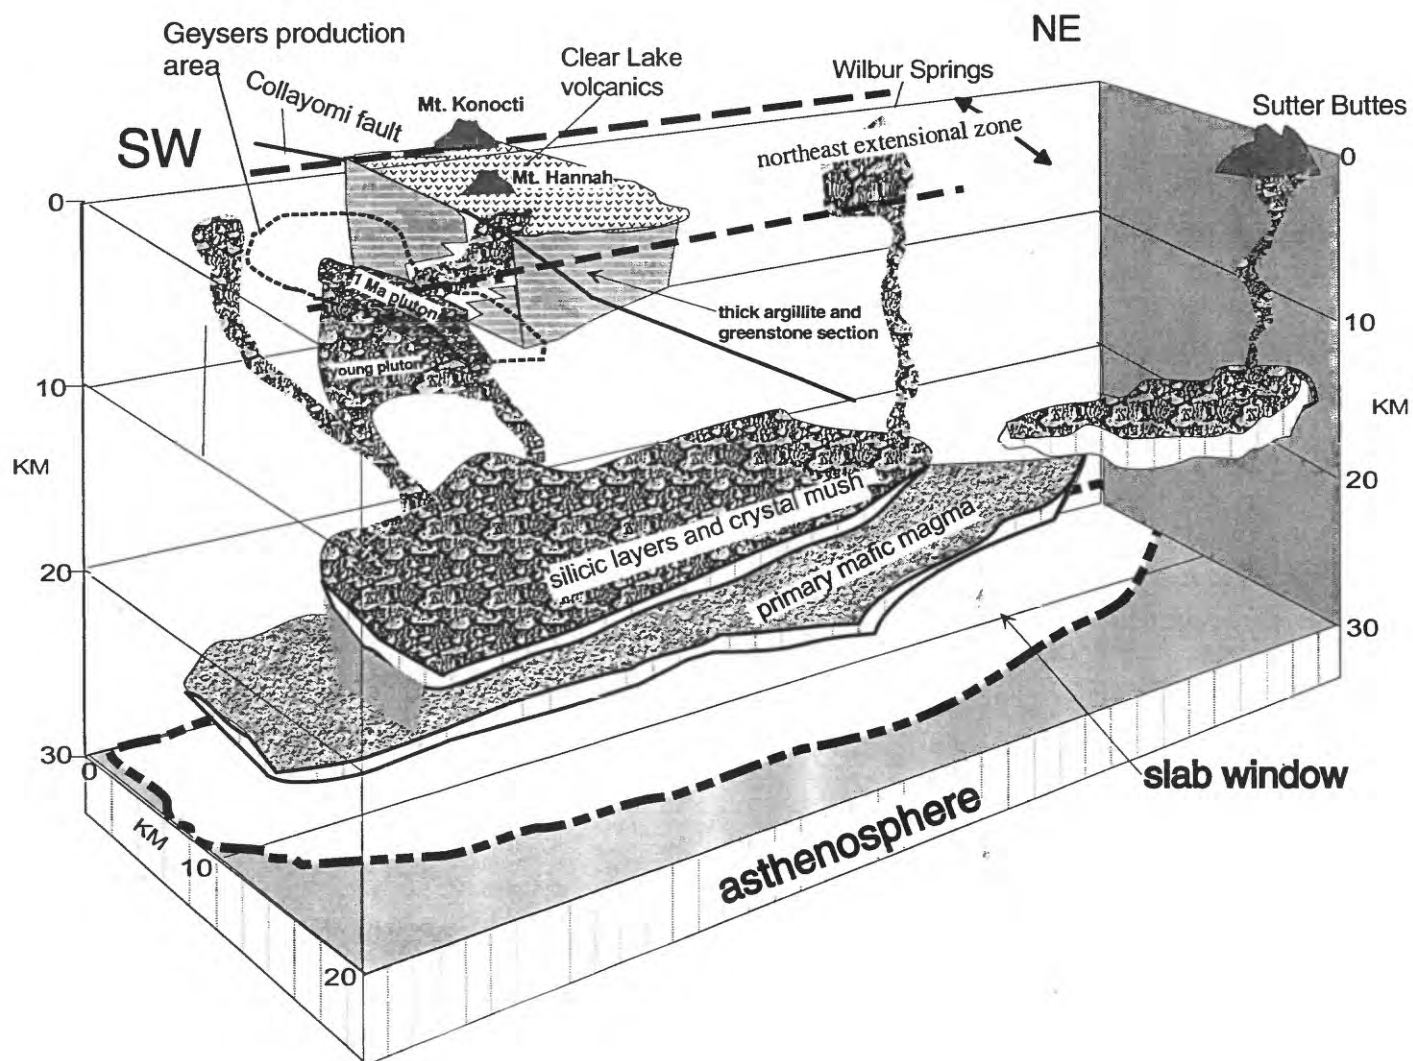 NE
Geysers production
area
Clear Lake
volcanics
Wilbur Springs
Sutter Buttes
Collayomi fault
Mt. Konocti
SW
northeast extensional zone
Mt. Hannah
0
0
1 Ma pluton
thick argillite and
greenstone section
young pluton
10
10
KM
KM
20
20
silicic layers and crystal mush
primary mafic magma
30
30
0
KM
10
20
slab window
asthenosphere